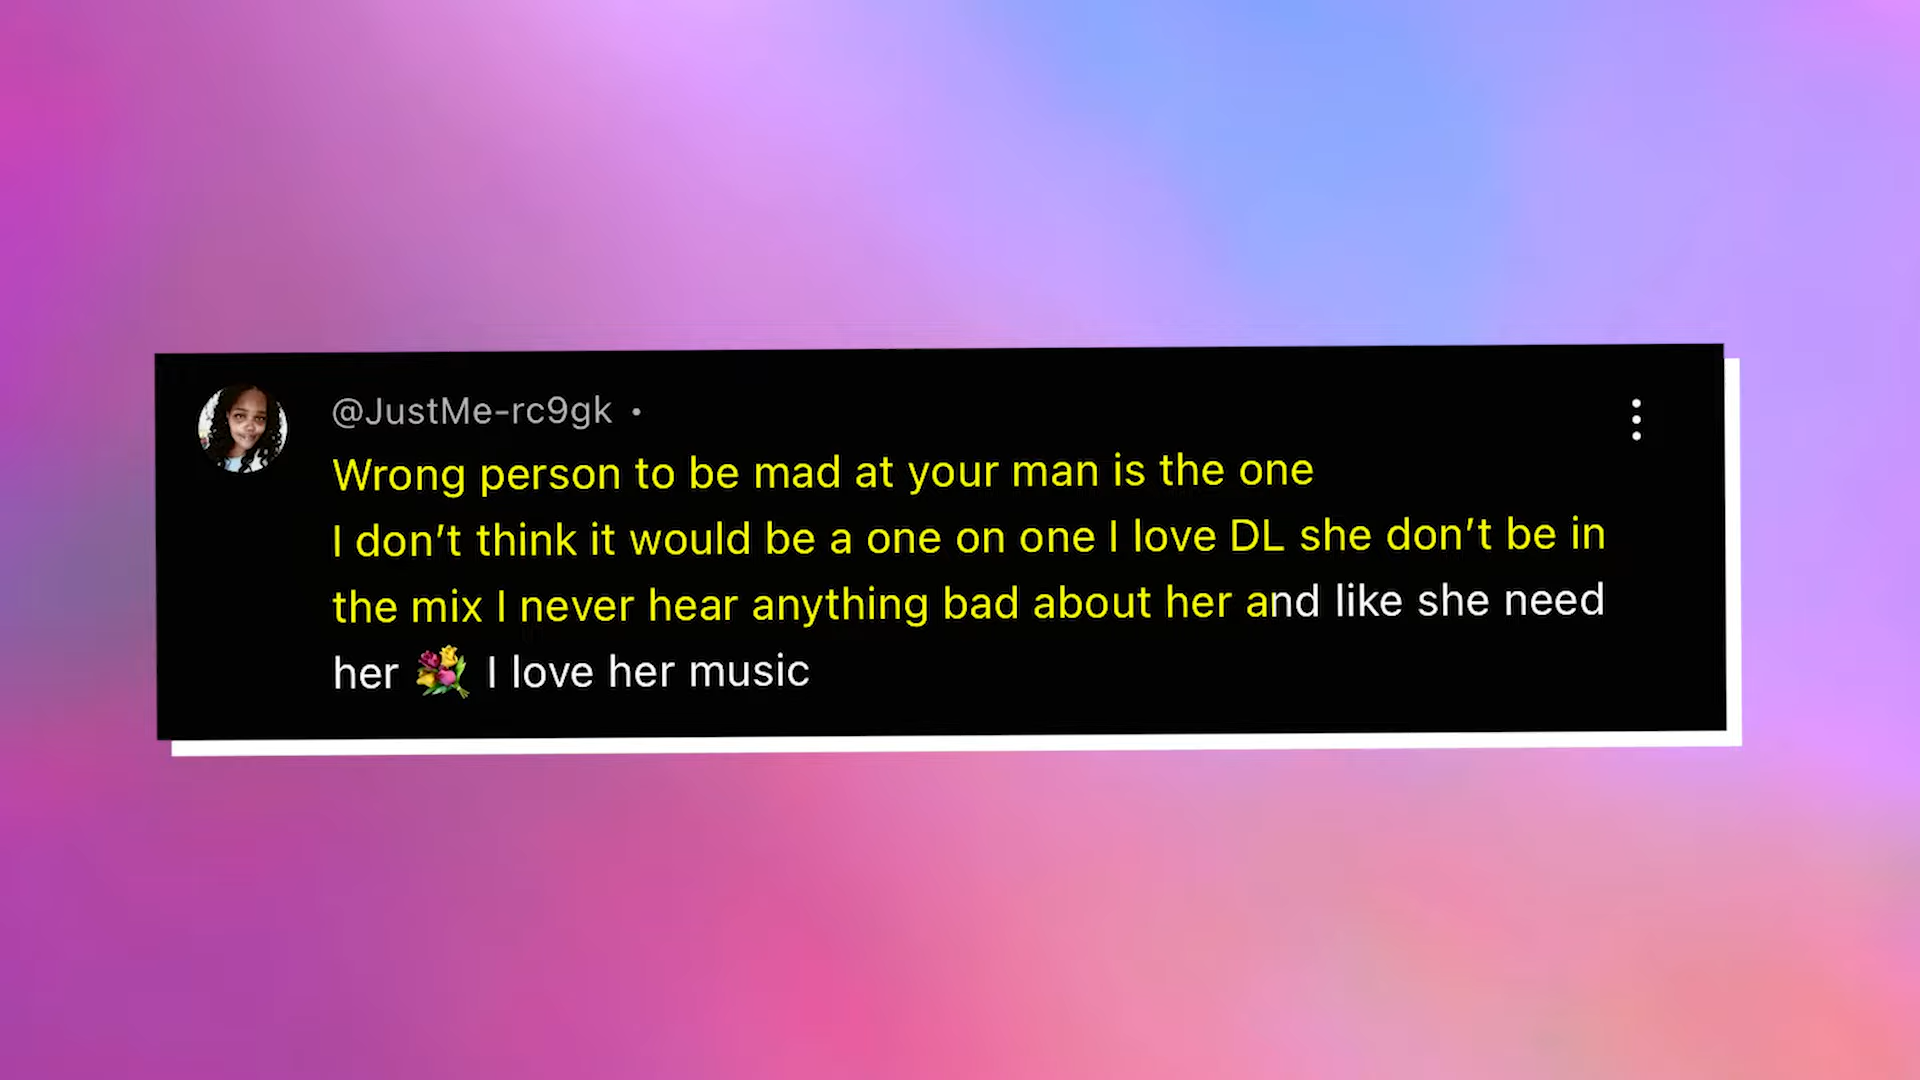 @JustMe-rc9gk •
Wrong person to be mad at your man is the one
I don’t think it would be a one on one I love DL she don’t be in
the mix I never hear anything bad about her and like she need
her 💐 I love her music